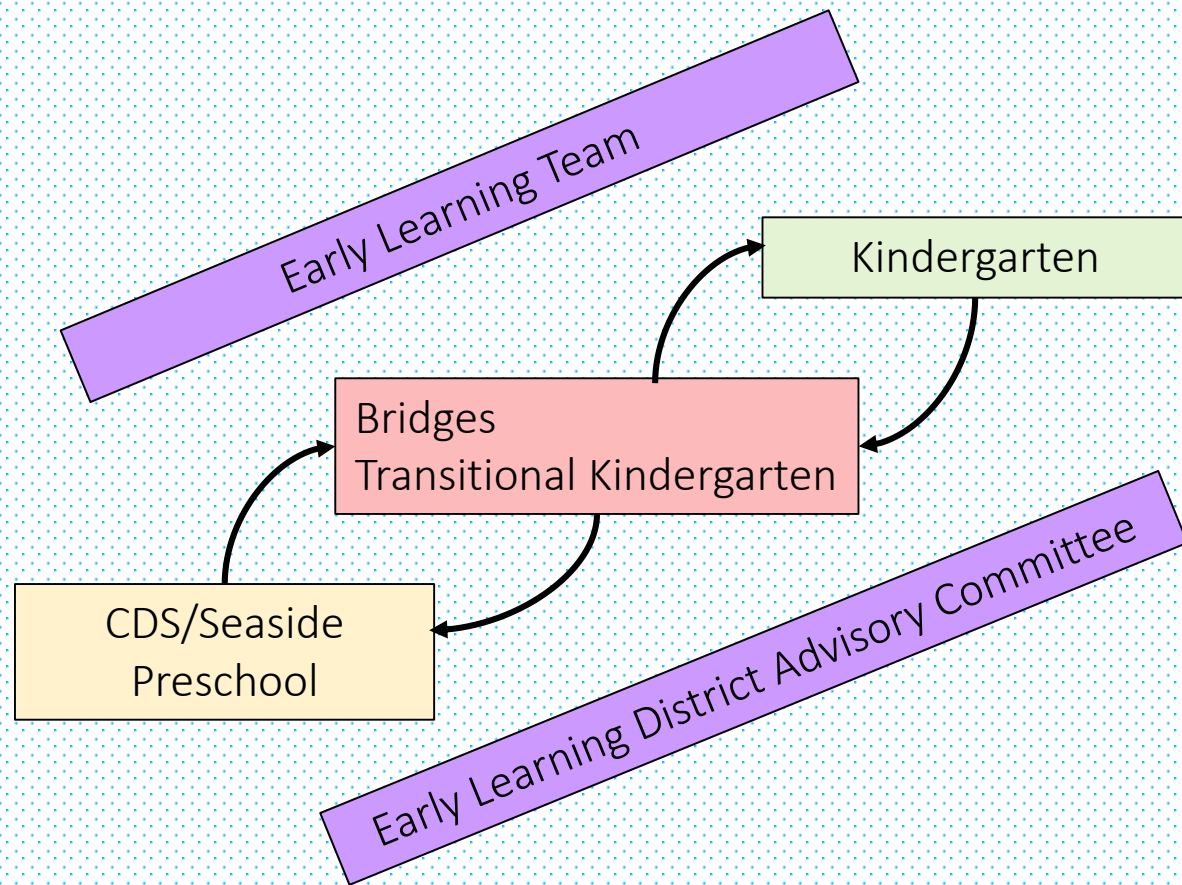 Early Learning Team
Kindergarten
Bridges
Transitional Kindergarten
CDS/Seaside
Preschool
Early Learning District Advisory Committee